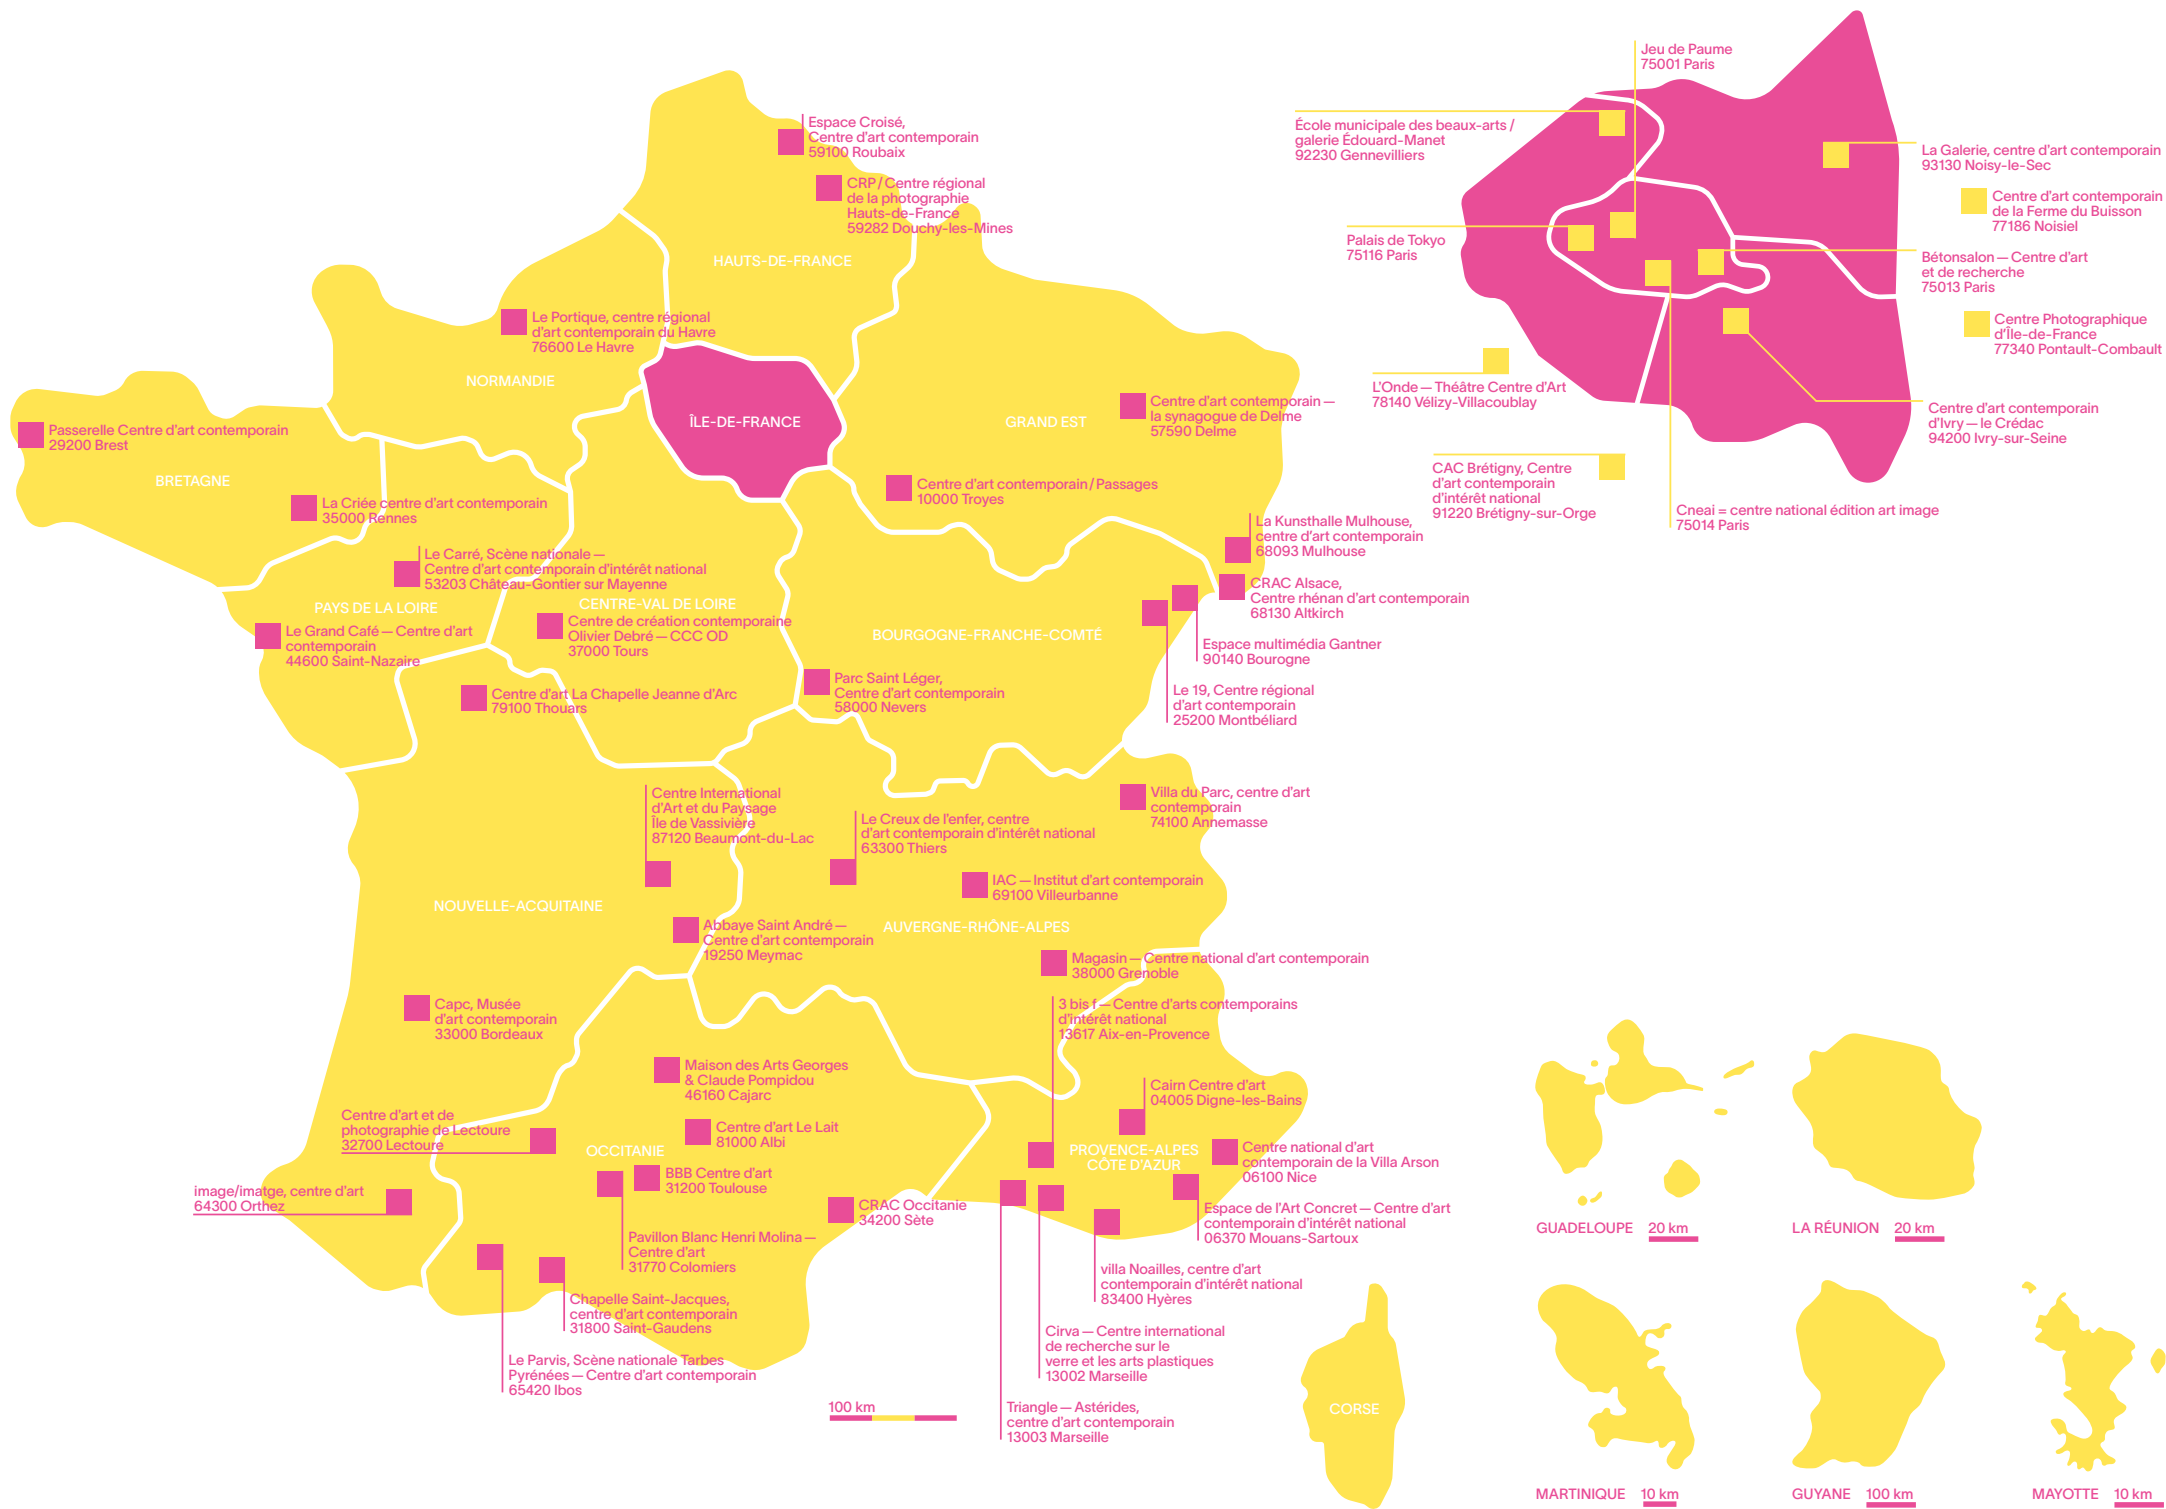 Espace Croisé,
Centre d'art contemporain
59100 Roubaix
CRP / Centre régional
de la photographie
Hauts-de-France
59282 Douchy-les-Mines
HAUTS-DE-FRANCE
Le Portique, centre régional
d'art contemporain du Havre
76600 Le Havre
NORMANDIE
ÎLE-DE-FRANCE
GRAND EST
Centre d'art contemporain —
la synagogue de Delme
57590 Delme
Passerelle Centre d'art contemporain
29200 Brest
BRETAGNE
La Criée centre d'art contemporain
35000 Rennes
Centre d'art contemporain / Passages
10000 Troyes
La Kunsthalle Mulhouse,
centre d'art contemporain
68093 Mulhouse
CRAC Alsace,
Centre rhénan d'art contemporain
68130 Altkirch
Espace multimédia Gantner
90140 Bourogne
Le 19, Centre régional
d'art contemporain
25200 Montbéliard
Le Carré, Scène nationale —
Centre d'art contemporain d'intérêt national
53203 Château-Gontier sur Mayenne
PAYS DE LA LOIRE
Le Grand Café — Centre d'art
contemporain
44600 Saint-Nazaire
CENTRE-VAL DE LOIRE
Centre de création contemporaine
Olivier Debré — CCC OD
37000 Tours
BOURGOGNE-FRANCHE-COMTÉ
Parc Saint Léger,
Centre d'art contemporain
58000 Nevers
Centre d'art La Chapelle Jeanne d'Arc
79100 Thouars
Centre International
d'Art et du Paysage
Île de Vassivière
87120 Beaumont-du-Lac
Le Creux de l'enfer, centre
d'art contemporain d'intérêt national
63300 Thiers
Villa du Parc, centre d'art
contemporain
74100 Annemasse
IAC — Institut d'art contemporain
69100 Villeurbanne
NOUVELLE-ACQUITAINE
AUVERGNE-RHÔNE-ALPES
Abbaye Saint André —
Centre d'art contemporain
19250 Meymac
Magasin — Centre national d'art contemporain
38000 Grenoble
Capc, Musée
d'art contemporain
33000 Bordeaux
3 bis f — Centre d'arts contemporains
d'intérêt national
13617 Aix-en-Provence
Maison des Arts Georges
& Claude Pompidou
46160 Cajarc
Cairn Centre d'art
04005 Digne-les-Bains
Centre d'art et de
photographie de Lectoure
32700 Lectoure
Centre d'art Le Lait
81000 Albi
OCCITANIE
BBB Centre d'art
31200 Toulouse
PROVENCE-ALPES
CÔTE D'AZUR
Centre national d'art
contemporain de la Villa Arson
06100 Nice
image/imatge, centre d'art
64300 Orthez
CRAC Occitanie
34200 Sète
Espace de l'Art Concret — Centre d'art
contemporain d'intérêt national
06370 Mouans-Sartoux
Pavillon Blanc Henri Molina —
Centre d'art
31770 Colomiers
villa Noailles, centre d'art
contemporain d'intérêt national
83400 Hyères
Chapelle Saint-Jacques,
centre d'art contemporain
31800 Saint-Gaudens
Cirva — Centre international
de recherche sur le
verre et les arts plastiques
13002 Marseille
Le Parvis, Scène nationale Tarbes
Pyrénées — Centre d'art contemporain
65420 Ibos
Triangle — Astérides,
centre d'art contemporain
13003 Marseille
100 km
CORSE
Jeu de Paume
75001 Paris
École municipale des beaux-arts /
galerie Édouard-Manet
92230 Gennevilliers
La Galerie, centre d'art contemporain
93130 Noisy-le-Sec
Centre d'art contemporain
de la Ferme du Buisson
77186 Noisiel
Palais de Tokyo
75116 Paris
Bétonsalon — Centre d'art
et de recherche
75013 Paris
Centre Photographique
d'Île-de-France
77340 Pontault-Combault
L'Onde — Théâtre Centre d'Art
78140 Vélizy-Villacoublay
Centre d'art contemporain
d'Ivry — le Crédac
94200 Ivry-sur-Seine
CAC Brétigny, Centre
d'art contemporain
d'intérêt national
91220 Brétigny-sur-Orge
Cneai = centre national édition art image
75014 Paris
GUADELOUPE 20 km
LA RÉUNION 20 km
MARTINIQUE 10 km
GUYANE 100 km
MAYOTTE 10 km